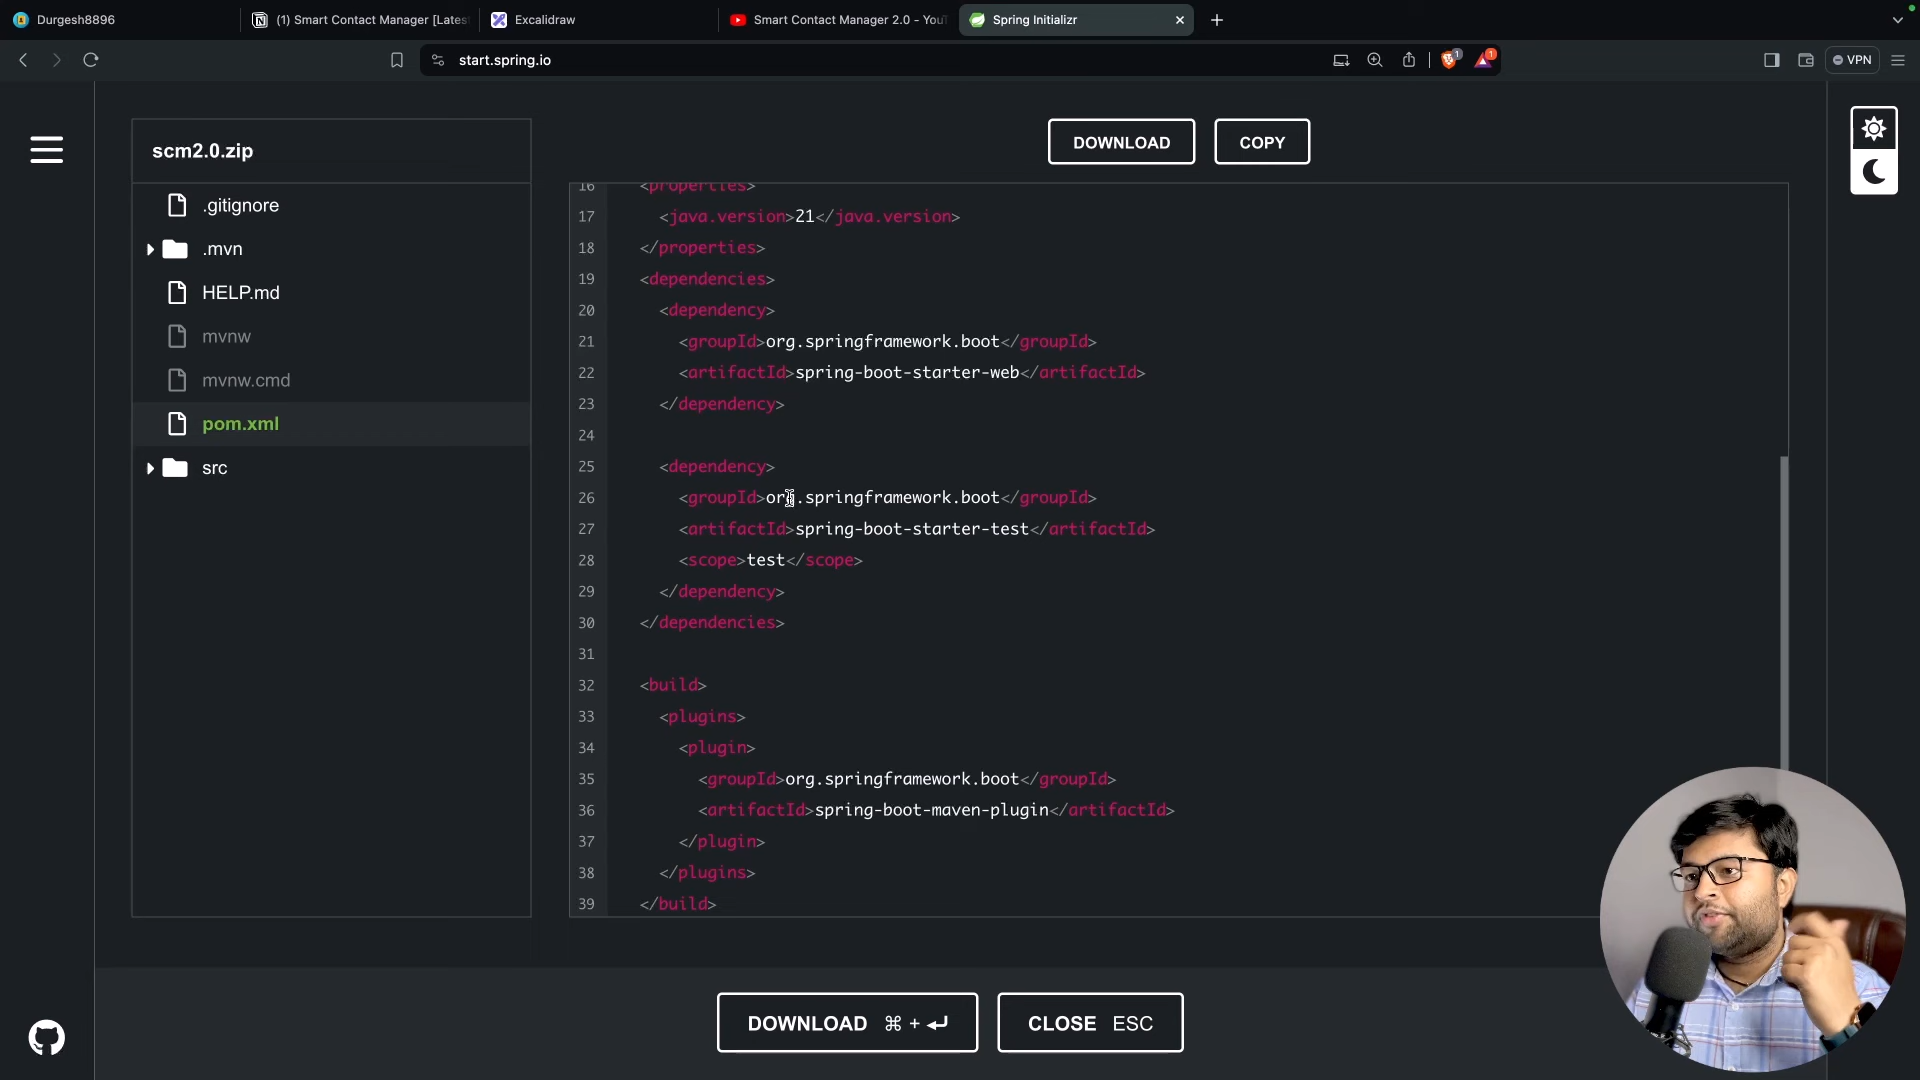 Durgesh8896
(1) Smart Contact Manager [Lates
Excalidraw
Smart Contact Manager 2.0 - YouT
Spring Initializr
start.spring.io
1
1
VPN
scm2.0.zip
DOWNLOAD
COPY
.gitignore
.mvn
HELP.md
mvnw
mvnw.cmd
pom.xml
src
16 <properties>
17 <java.version>21</java.version>
18 </properties>
19 <dependencies>
20 <dependency>
21 <groupId>org.springframework.boot</groupId>
22 <artifactId>spring-boot-starter-web</artifactId>
23 </dependency>
24
25 <dependency>
26 <groupId>org.springframework.boot</groupId>
27 <artifactId>spring-boot-starter-test</artifactId>
28 <scope>test</scope>
29 </dependency>
30 </dependencies>
31
32 <build>
33 <plugins>
34 <plugin>
35 <groupId>org.springframework.boot</groupId>
36 <artifactId>spring-boot-maven-plugin</artifactId>
37 </plugin>
38 </plugins>
39 </build>
DOWNLOAD ⌘ + ↵
CLOSE ESC